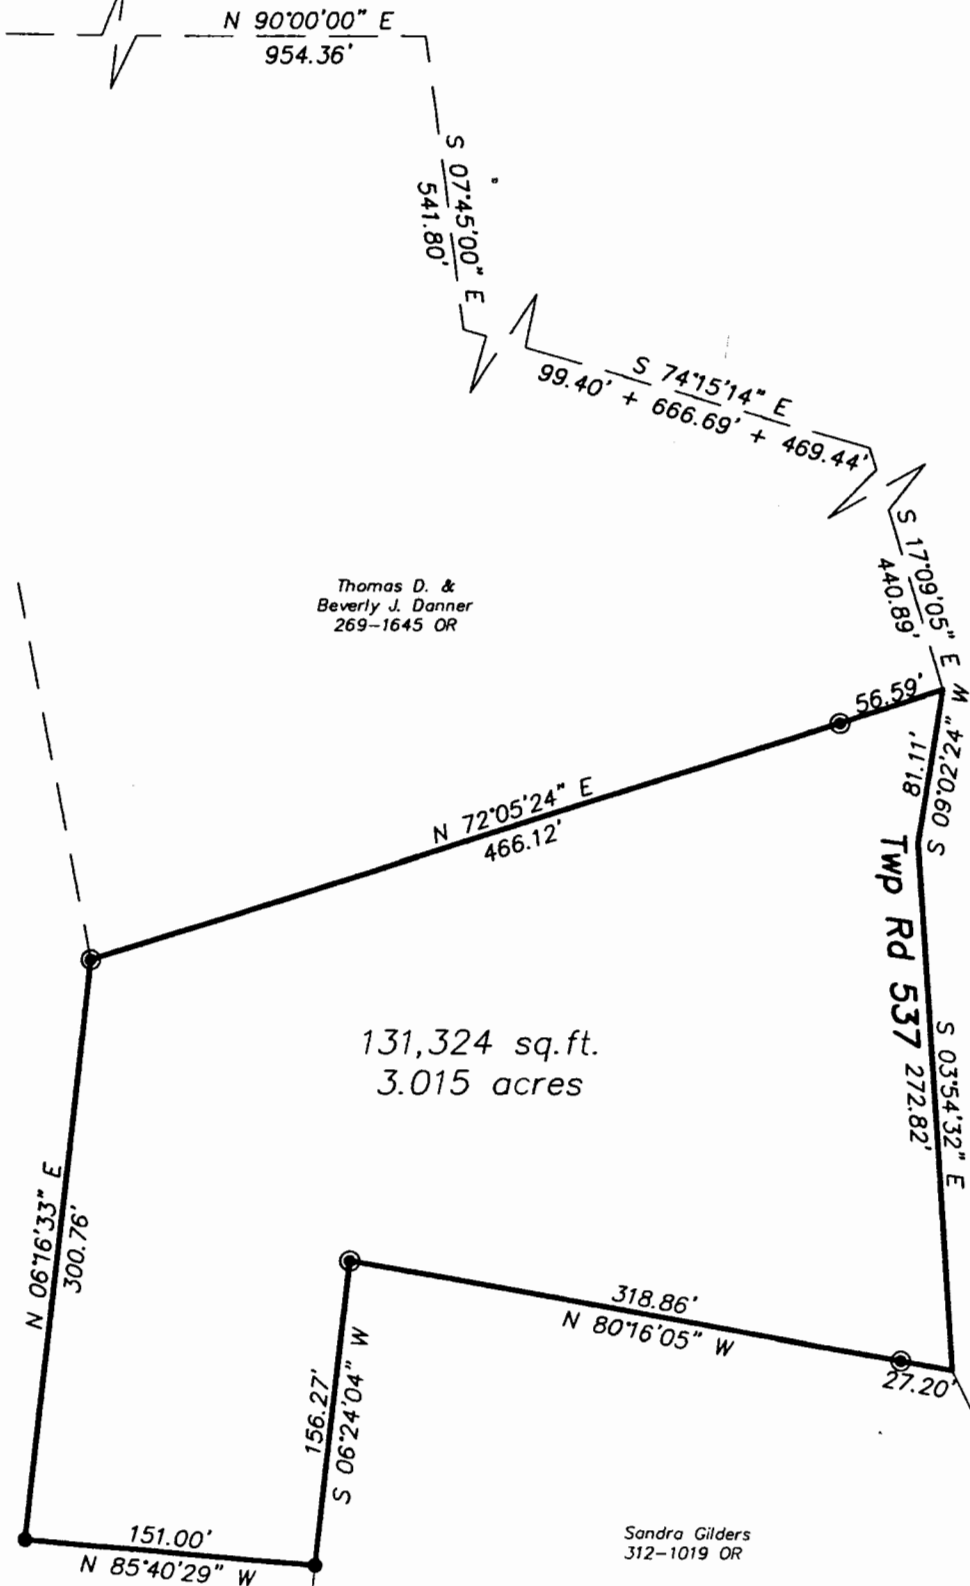 N 90°00'00" E
954.36'
S 07°45'00" E
541.80'
S 74°15'14" E
99.40' + 666.69' + 469.44'
S 17°09'05" E
440.89'
Thomas D. &
Beverly J. Danner
269-1645 OR
56.59'
S 09°02'24" W
81.11'
N 72°05'24" E
466.12'
Twp Rd 537
S 03°54'32" E
272.82'
131,324 sq.ft.
3.015 acres
N 06°16'33" E
300.76'
318.86'
N 80°16'05" W
27.20'
156.27'
S 06°24'04" W
151.00'
N 85°40'29" W
Sandra Gilders
312-1019 OR